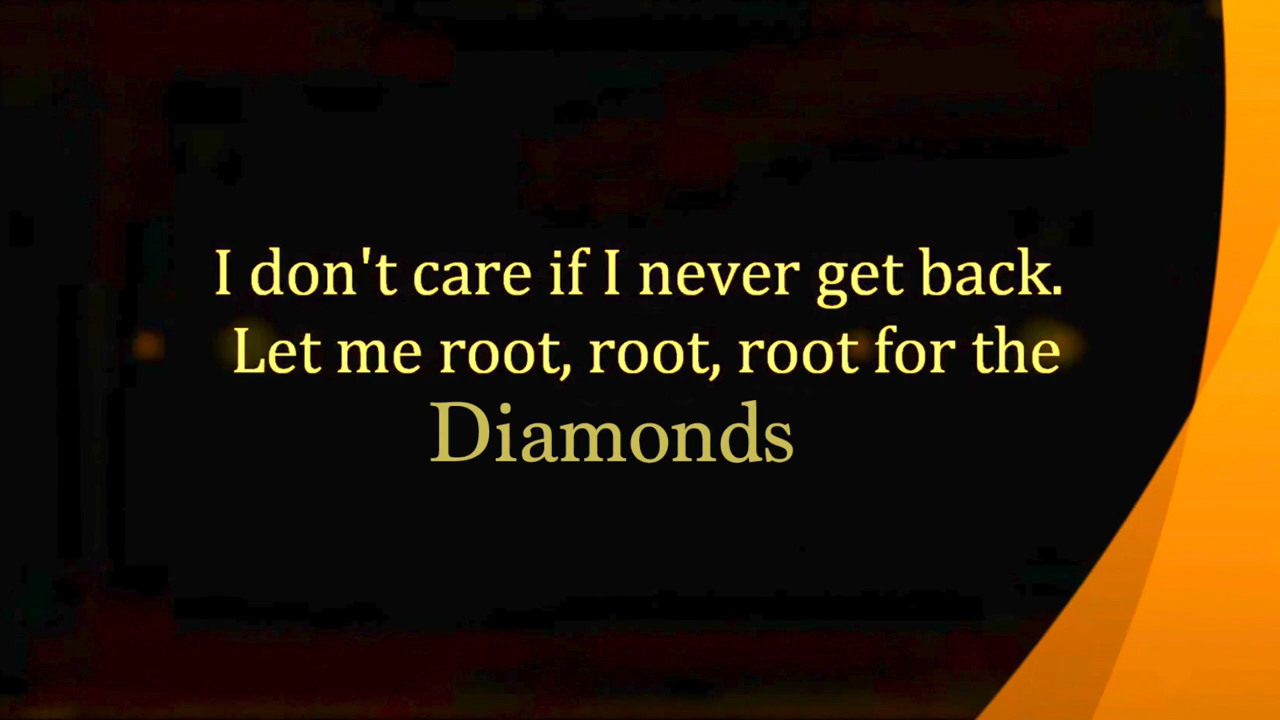 I don't care if I never get back.
Let me root, root, root for the
Diamonds